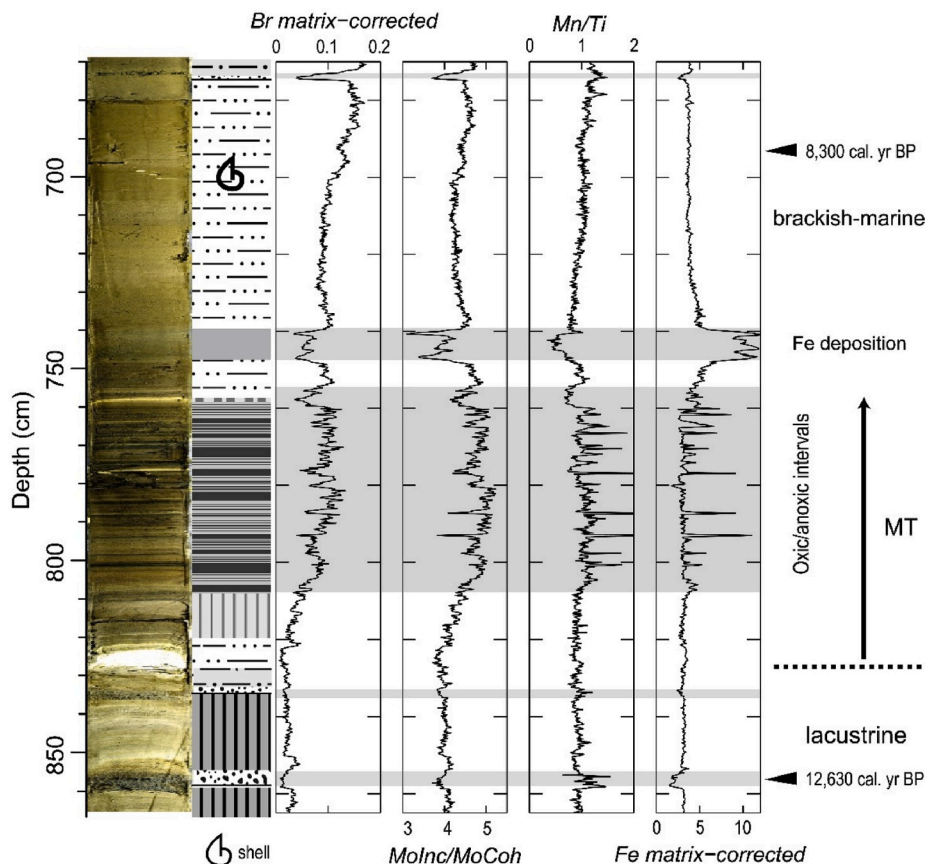 Br matrix−corrected
Mn/Ti
0 0.1 0.2
0 1 2
8,300 cal. yr BP
700
brackish-marine
Fe deposition
750
Depth (cm)
Oxic/anoxic intervals
MT
800
lacustrine
850
12,630 cal. yr BP
3 4 5
0 5 10
shell
MoInc/MoCoh
Fe matrix−corrected